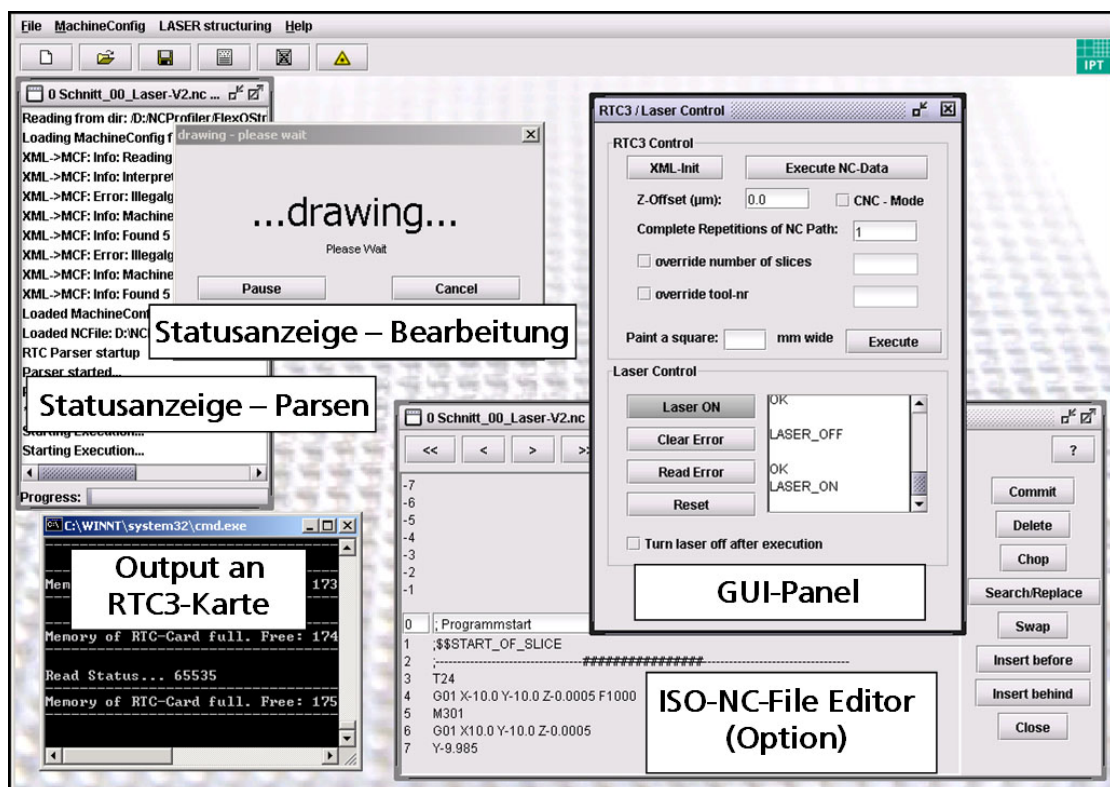 File MachineConfig LASER structuring Help
IPT
0 Schnitt_00_Laser-V2.nc ...
Reading from dir: /D:/NCProfiler/FlexOStr
Loading MachineConfig f
XML->MCF: Info: Reading
XML->MCF: Info: Interpret
XML->MCF: Error: Illegalg
XML->MCF: Info: Machine
XML->MCF: Info: Found 5
XML->MCF: Error: Illegalg
XML->MCF: Info: Machine
XML->MCF: Info: Found 5
Loaded MachineConf
Loaded NCFile: D:\NC
RTC Parser startup
Parser started...
Statusanzeige – Parsen
Starting Execution...
Starting Execution...
Progress:
drawing - please wait
...drawing...
Please Wait
Pause Cancel
Statusanzeige – Bearbeitung
C:\WINNT\system32\cmd.exe
Mem 173
Output an
RTC3-Karte
Memory of RTC-Card full. Free: 174
Read Status... 65535
Memory of RTC-Card full. Free: 175
RTC3 / Laser Control
RTC3 Control
XML-Init Execute NC-Data
Z-Offset (µm): 0.0 CNC - Mode
Complete Repetitions of NC Path: 1
override number of slices
override tool-nr
Paint a square: mm wide Execute
Laser Control
Laser ON
Clear Error
Read Error
Reset
OK
LASER_OFF
OK
LASER_ON
Turn laser off after execution
GUI-Panel
0 Schnitt_00_Laser-V2.nc
<< < > >> ?
-7
-6
-5
-4
-3
-2
-1
0 ; Programmstart
1 ;$$START_OF_SLICE
2 ;----------------------------------################----------------------------------
3 T24
4 G01 X-10.0 Y-10.0 Z-0.0005 F1000
5 M301
6 G01 X10.0 Y-10.0 Z-0.0005
7 Y-9.985
ISO-NC-File Editor
(Option)
Commit
Delete
Chop
Search/Replace
Swap
Insert before
Insert behind
Close